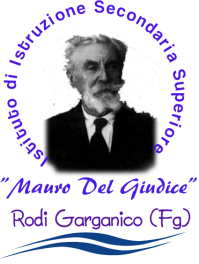 Istituto di Istruzione Secondaria Superiore
"Mauro Del Giudice"
Rodi Garganico (Fg)